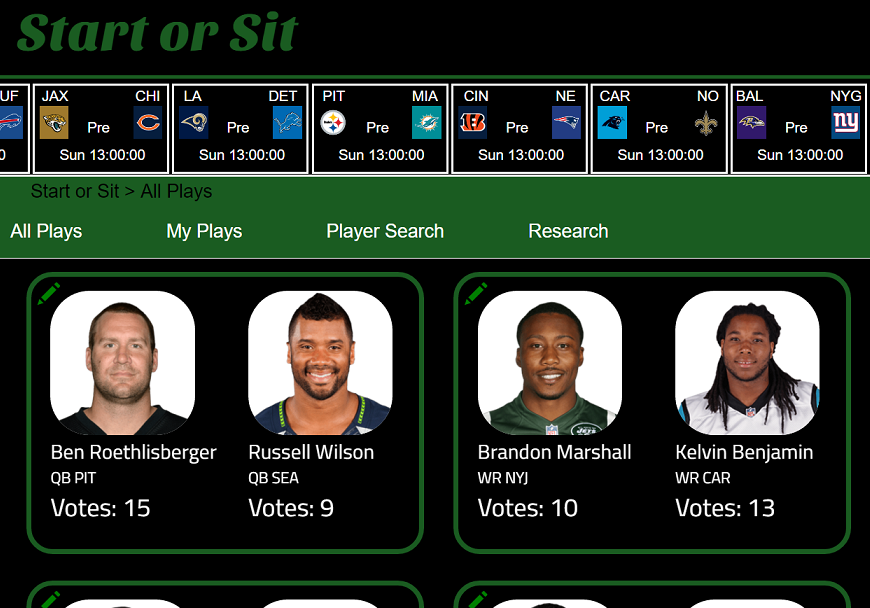 Start or Sit
UF JAX CHI LA DET PIT MIA CIN NE CAR NO BAL NYG
Pre Pre Pre Pre Pre Pre
0 Sun 13:00:00 Sun 13:00:00 Sun 13:00:00 Sun 13:00:00 Sun 13:00:00 Sun 13:00:00
Start or Sit > All Plays
All Plays My Plays Player Search Research
Ben Roethlisberger Russell Wilson Brandon Marshall Kelvin Benjamin
QB PIT QB SEA WR NYJ WR CAR
Votes: 15 Votes: 9 Votes: 10 Votes: 13